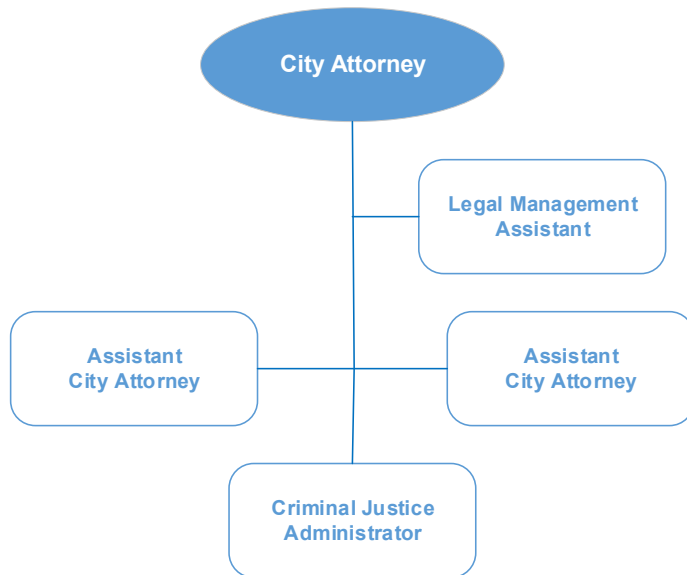 City Attorney
Legal Management
Assistant
Assistant
City Attorney
Assistant
City Attorney
Criminal Justice
Administrator